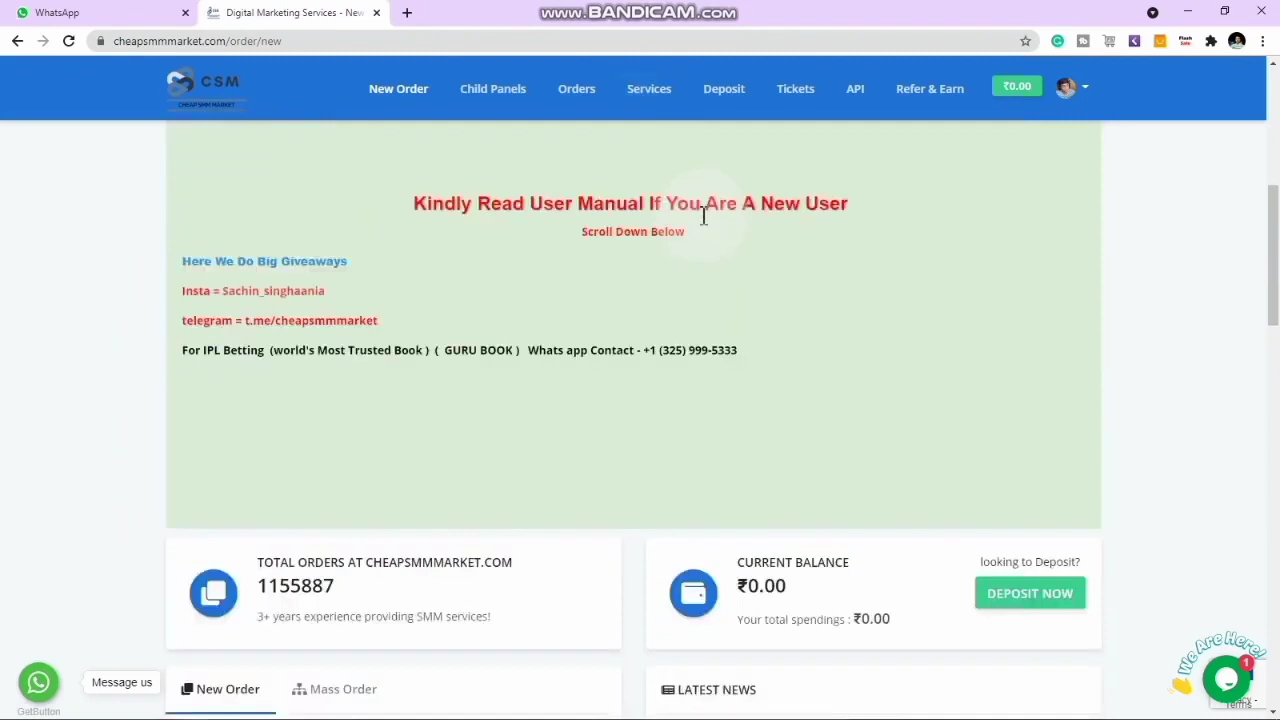 WhatsApp
Digital Marketing Services - New
www.BANDICAM.com
cheapsmmmarket.com/order/new
CSM
CHEAPSMM MARKET
New Order
Child Panels
Orders
Services
Deposit
Tickets
API
Refer & Earn
₹0.00
Kindly Read User Manual If You Are A New User
Scroll Down Below
Here We Do Big Giveaways
Insta = Sachin_singhaania
telegram = t.me/cheapsmmmarket
For IPL Betting (world's Most Trusted Book ) ( GURU BOOK ) Whats app Contact - +1 (325) 999-5333
TOTAL ORDERS AT CHEAPSMMMARKET.COM
1155887
3+ years experience providing SMM services!
CURRENT BALANCE
₹0.00
Your total spendings : ₹0.00
looking to Deposit?
DEPOSIT NOW
We Are Here!
1
Message us
GetButton
New Order
Mass Order
LATEST NEWS
Terms